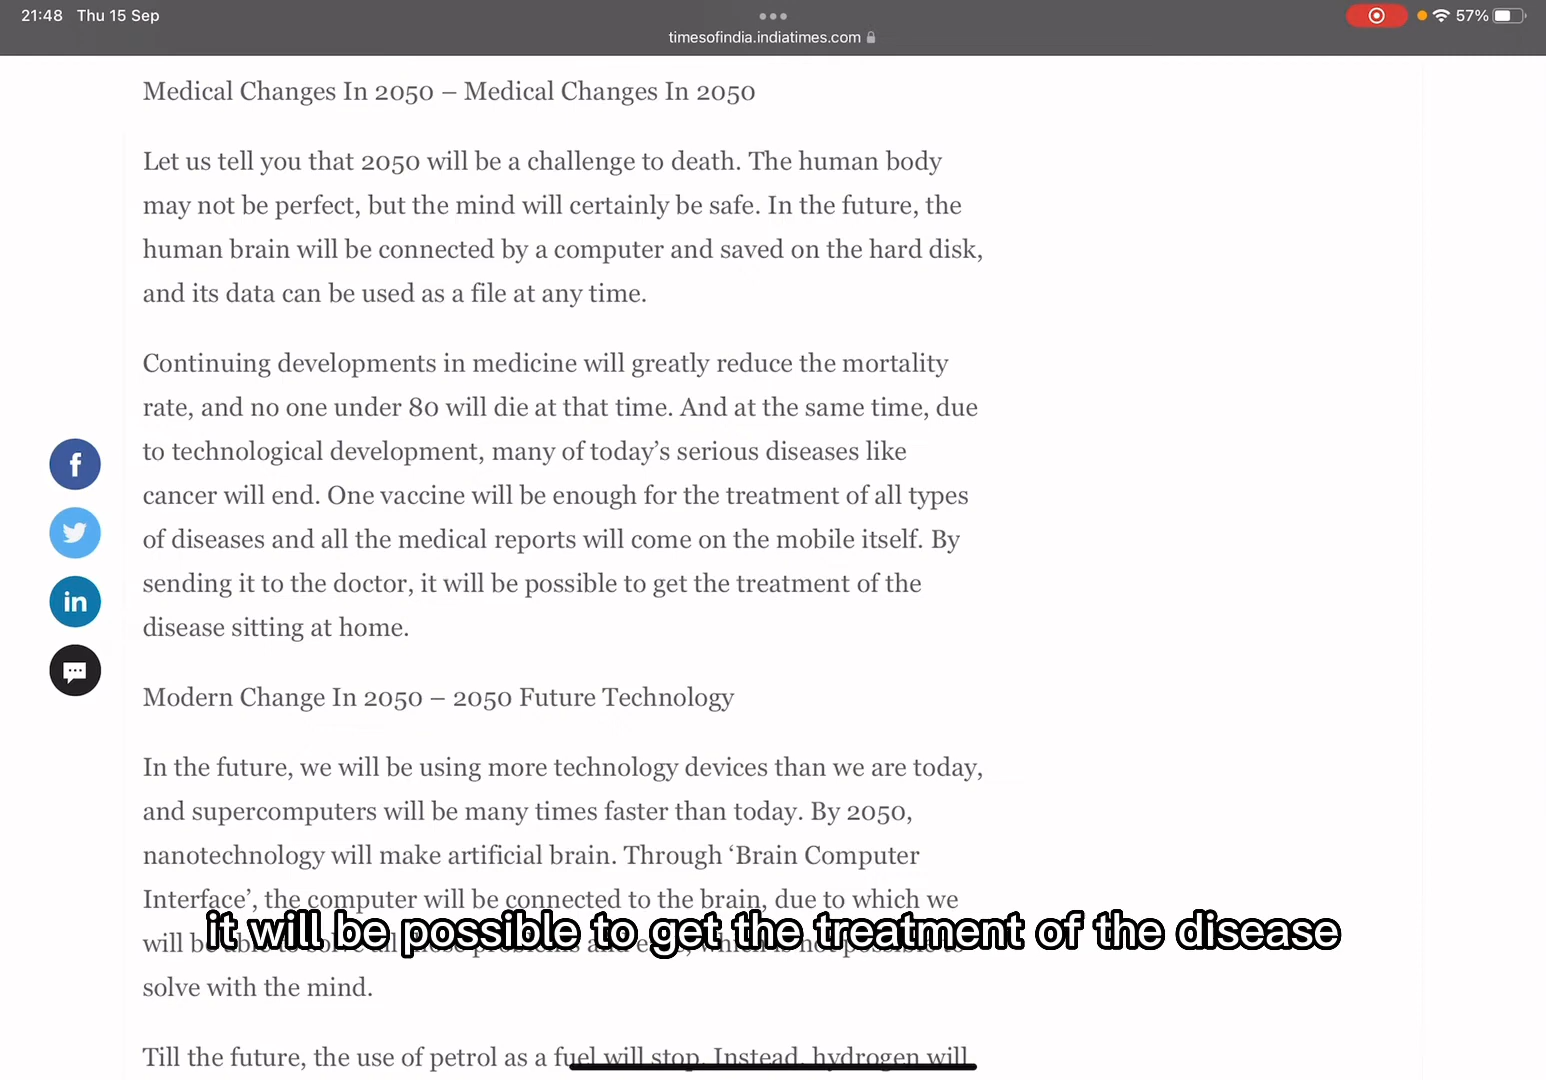 21:48 Thu 15 Sep
timesofindia.indiatimes.com
57%
Medical Changes In 2050 – Medical Changes In 2050
Let us tell you that 2050 will be a challenge to death. The human body
may not be perfect, but the mind will certainly be safe. In the future, the
human brain will be connected by a computer and saved on the hard disk,
and its data can be used as a file at any time.
Continuing developments in medicine will greatly reduce the mortality
rate, and no one under 80 will die at that time. And at the same time, due
to technological development, many of today’s serious diseases like
cancer will end. One vaccine will be enough for the treatment of all types
of diseases and all the medical reports will come on the mobile itself. By
sending it to the doctor, it will be possible to get the treatment of the
disease sitting at home.
f
in
Modern Change In 2050 – 2050 Future Technology
In the future, we will be using more technology devices than we are today,
and supercomputers will be many times faster than today. By 2050,
nanotechnology will make artificial brain. Through ‘Brain Computer
Interface’, the computer will be connected to the brain, due to which we
will
it will be possible to get the treatment of the disease
solve with the mind.
Till the future, the use of petrol as a fuel will stop. Instead, hydrogen will